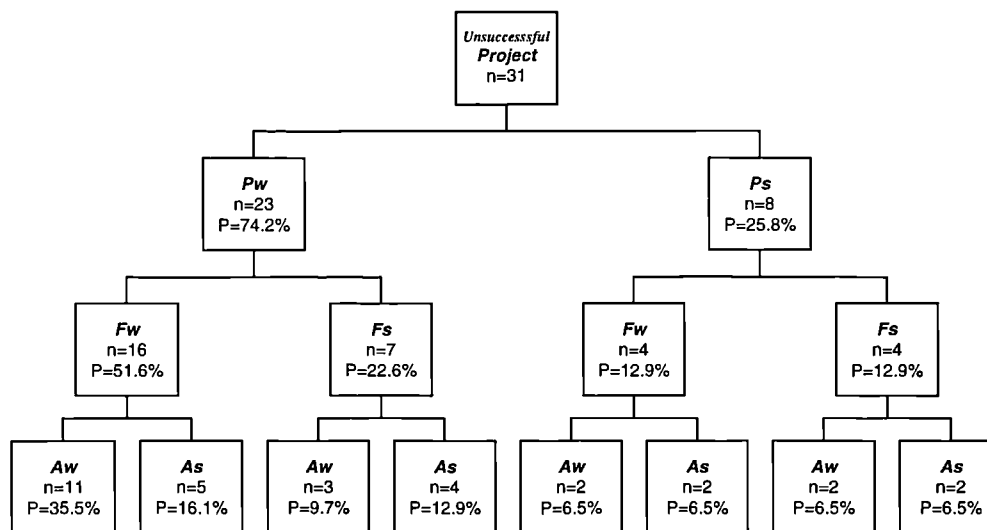 Unsuccesssful
Project
n=31
Pw
n=23
P=74.2%
Ps
n=8
P=25.8%
Fw
n=16
P=51.6%
Fs
n=7
P=22.6%
Fw
n=4
P=12.9%
Fs
n=4
P=12.9%
Aw
n=11
P=35.5%
As
n=5
P=16.1%
Aw
n=3
P=9.7%
As
n=4
P=12.9%
Aw
n=2
P=6.5%
As
n=2
P=6.5%
Aw
n=2
P=6.5%
As
n=2
P=6.5%